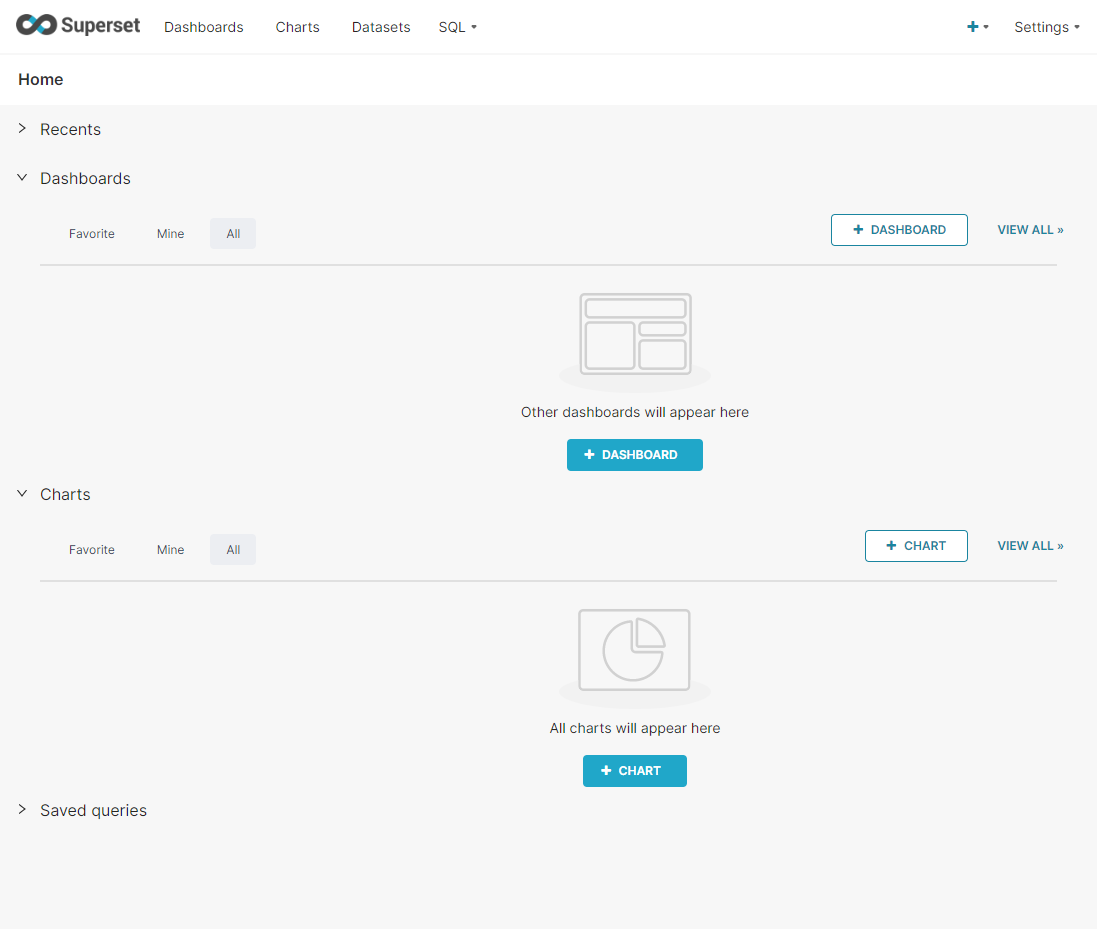 Superset Dashboards Charts Datasets SQL Settings
Home
Recents
Dashboards
Favorite Mine All + DASHBOARD VIEW ALL »
Other dashboards will appear here
+ DASHBOARD
Charts
Favorite Mine All + CHART VIEW ALL »
All charts will appear here
+ CHART
Saved queries